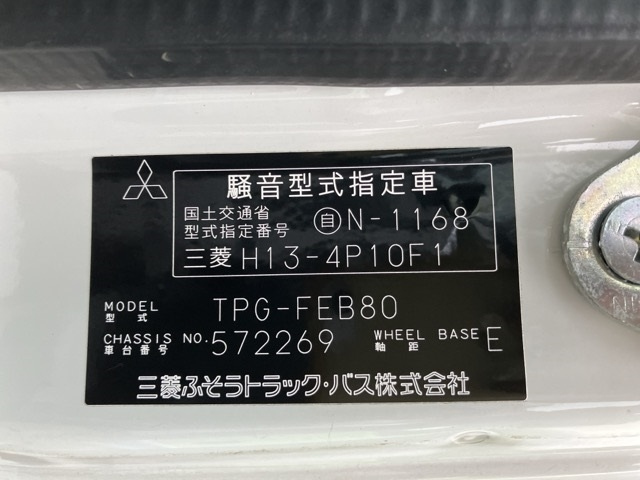 騒音型式指定車
国土交通省
型式指定番号 自N-1168
三菱 H13-4P10F1
MODEL
型式 TPG-FEB80
CHASSIS NO. 572269 WHEEL BASE E
車台番号 軸距
三菱ふそうトラック・バス株式会社